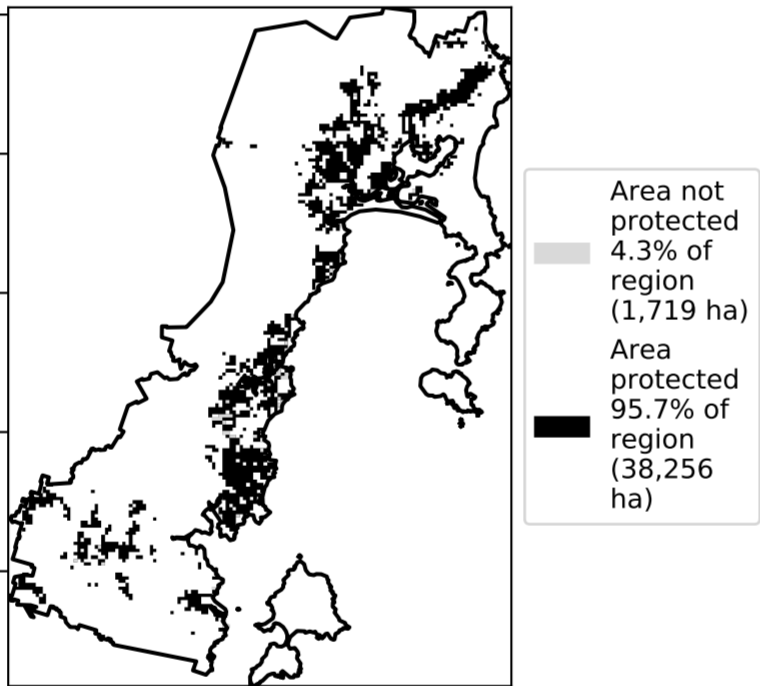 Area not
protected
4.3% of
region
(1,719 ha)
Area
protected
95.7% of
region
(38,256
ha)